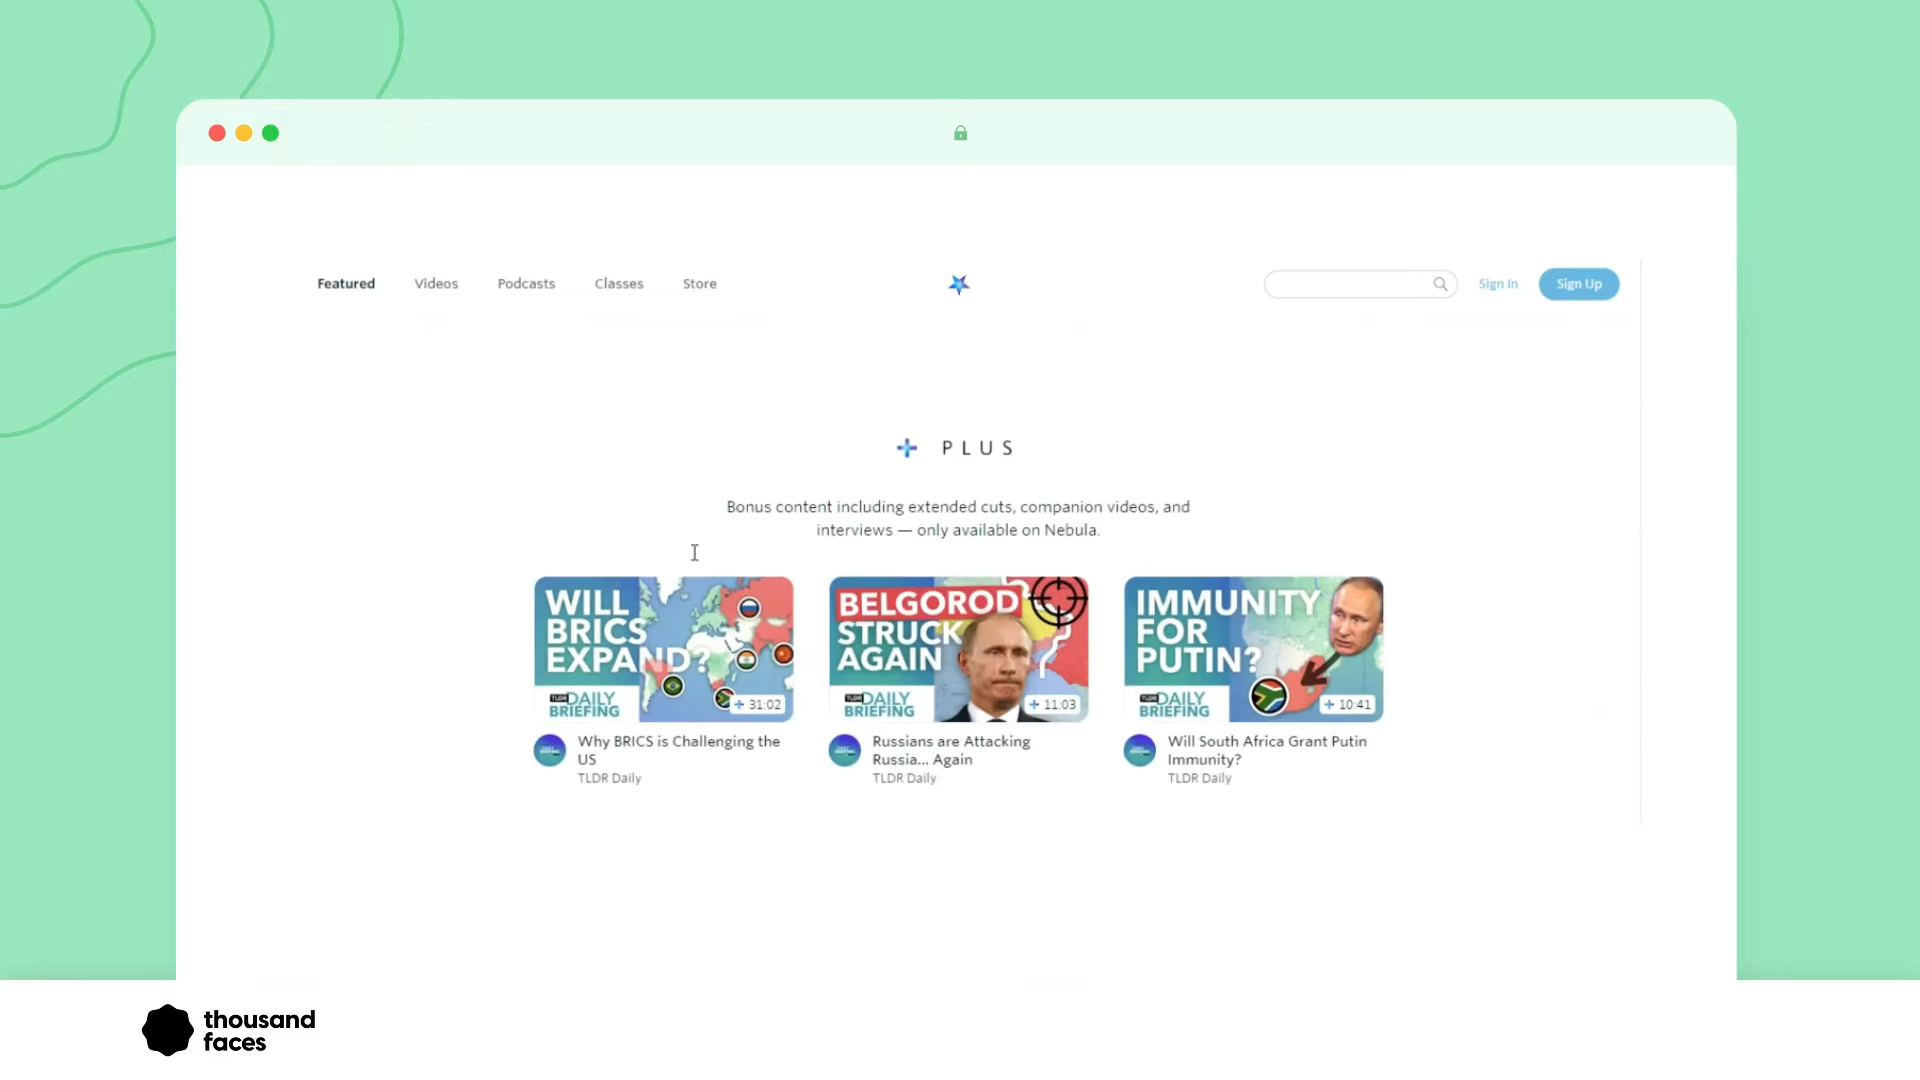 Featured Videos Podcasts Classes Store Sign In Sign Up
PLUS
Bonus content including extended cuts, companion videos, and
interviews — only available on Nebula.
WILL
BRICS
EXPAND?
TLDR DAILY
BRIEFING
+ 31:02
Why BRICS is Challenging the
US
TLDR Daily
BELGOROD
STRUCK
AGAIN
TLDR DAILY
BRIEFING
+ 11:03
Russians are Attacking
Russia... Again
TLDR Daily
IMMUNITY
FOR
PUTIN?
TLDR DAILY
BRIEFING
+ 10:41
Will South Africa Grant Putin
Immunity?
TLDR Daily
thousand
faces